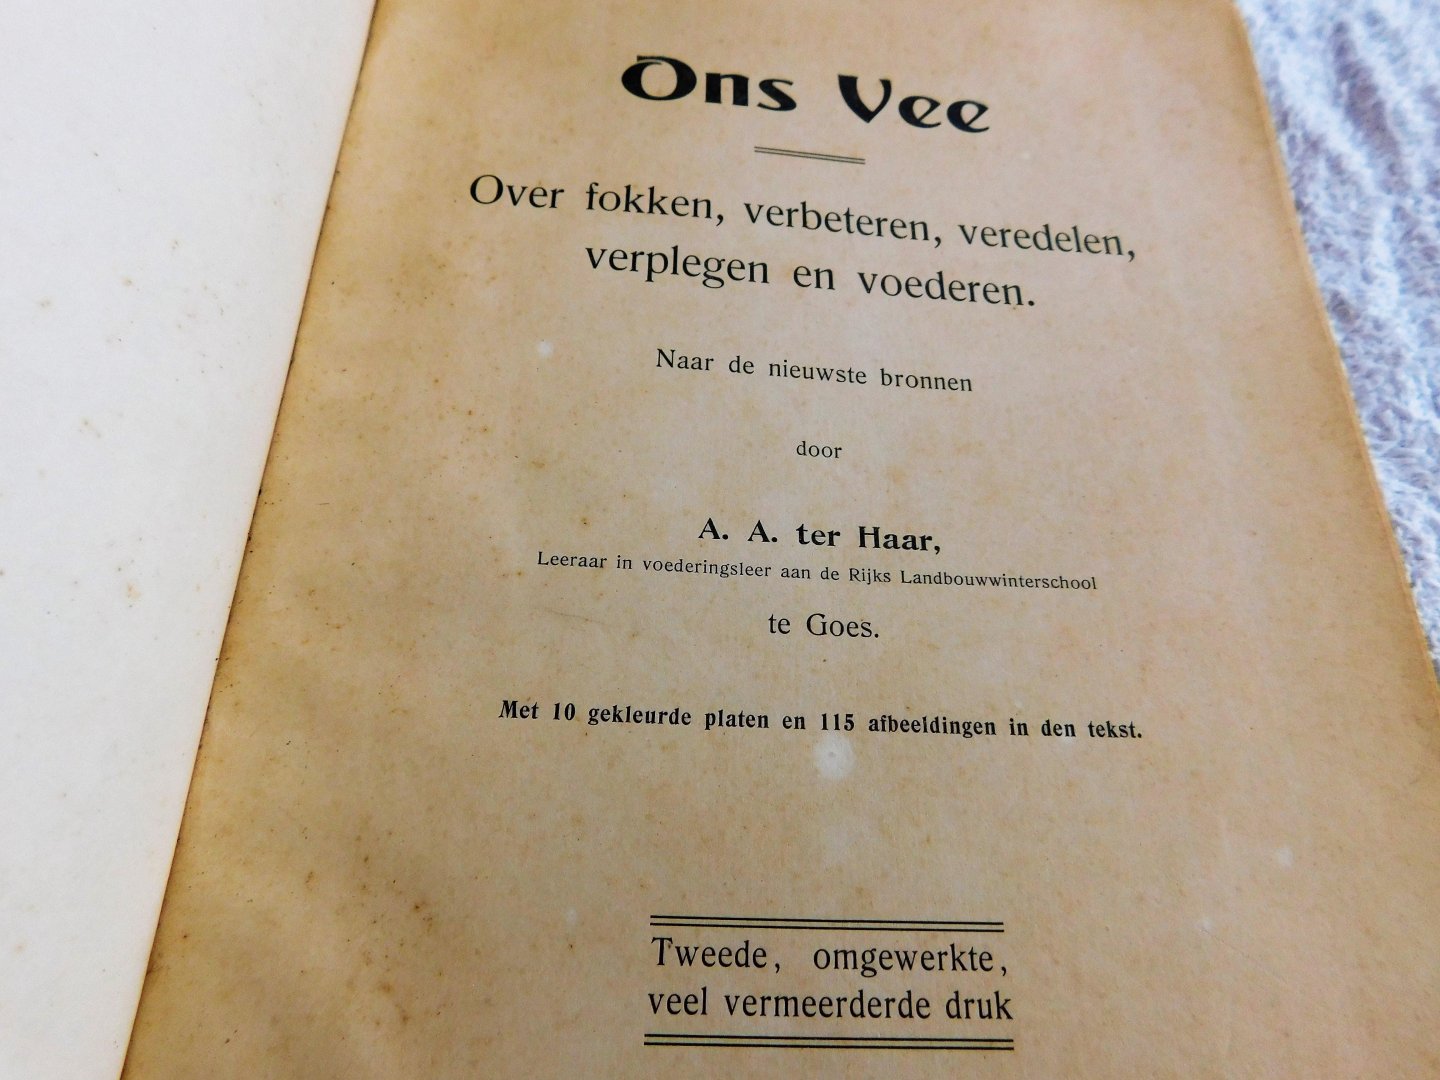 Ons Vee
Over fokken, verbeteren, veredelen,
verplegen en voederen.
Naar de nieuwste bronnen
door
A. A. ter Haar,
Leeraar in voederingsleer aan de Rijks Landbouwwinterschool
te Goes.
Met 10 gekleurde platen en 115 afbeeldingen in den tekst.
Tweede, omgewerkte,
veel vermeerderde druk